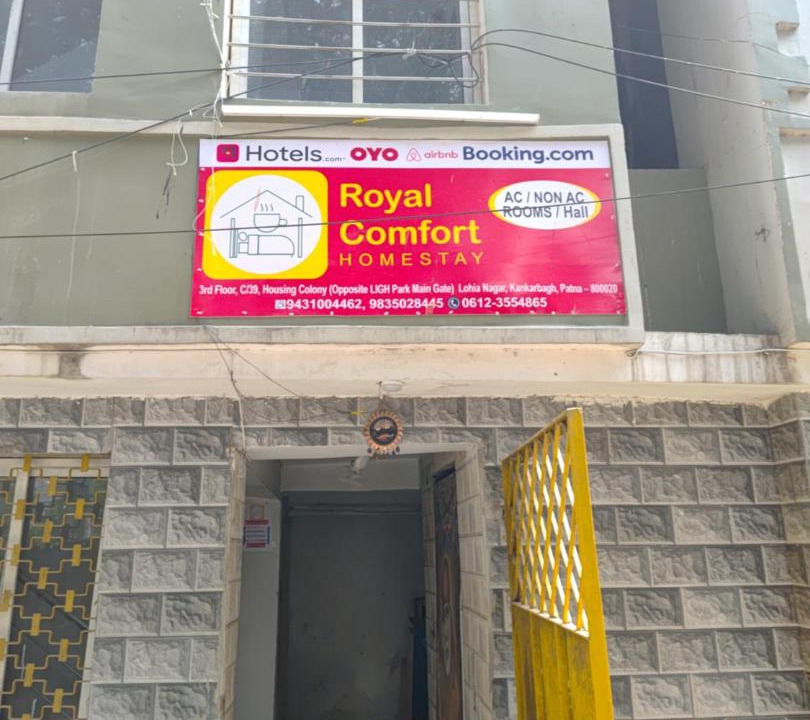 Hotels.com OYO airbnb Booking.com
Royal
Comfort
HOMESTAY
AC / NON AC
ROOMS / Hall
3rd Floor, C/39, Housing Colony (Opposite LIGH Park Main Gate) Lohia Nagar, Kankarbagh, Patna – 800020
9431004462, 9835028445 0612-3554865